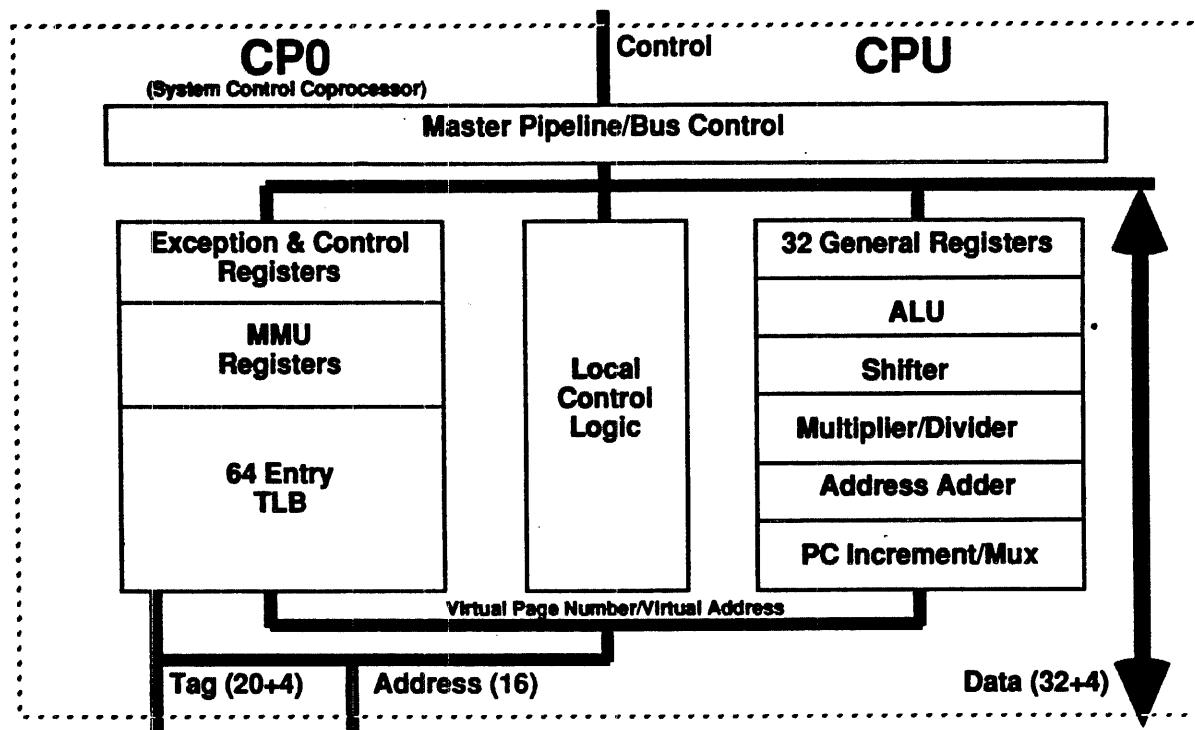 CP0
(System Control Coprocessor)
Control
CPU
Master Pipeline/Bus Control
Exception & Control
Registers
MMU
Registers
64 Entry
TLB
Local
Control
Logic
32 General Registers
ALU
Shifter
Multiplier/Divider
Address Adder
PC Increment/Mux
Virtual Page Number/Virtual Address
Tag (20+4)
Address (16)
Data (32+4)